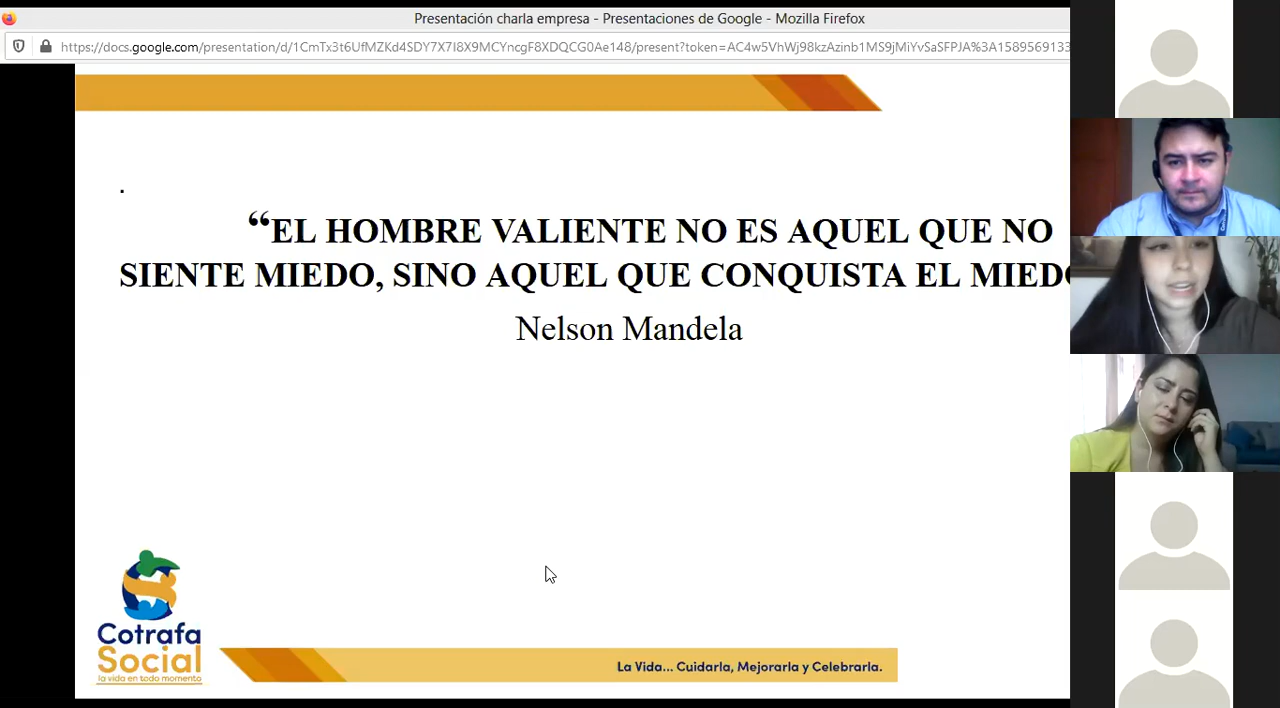 Presentación charla empresa - Presentaciones de Google - Mozilla Firefox
https://docs.google.com/presentation/d/1CmTx3t6UfMZKd4SDY7X7I8X9MCYncgF8XDQCG0Ae148/present?token=AC4w5VhWj98kzAzinb1MS9jMiYvSaSFPJA%3A1589569133
.
“EL HOMBRE VALIENTE NO ES AQUEL QUE NO
SIENTE MIEDO, SINO AQUEL QUE CONQUISTA EL MIEDO
Nelson Mandela
Cotrafa
Social
la vida en todo momento
La Vida... Cuidarla, Mejorarla y Celebrarla.